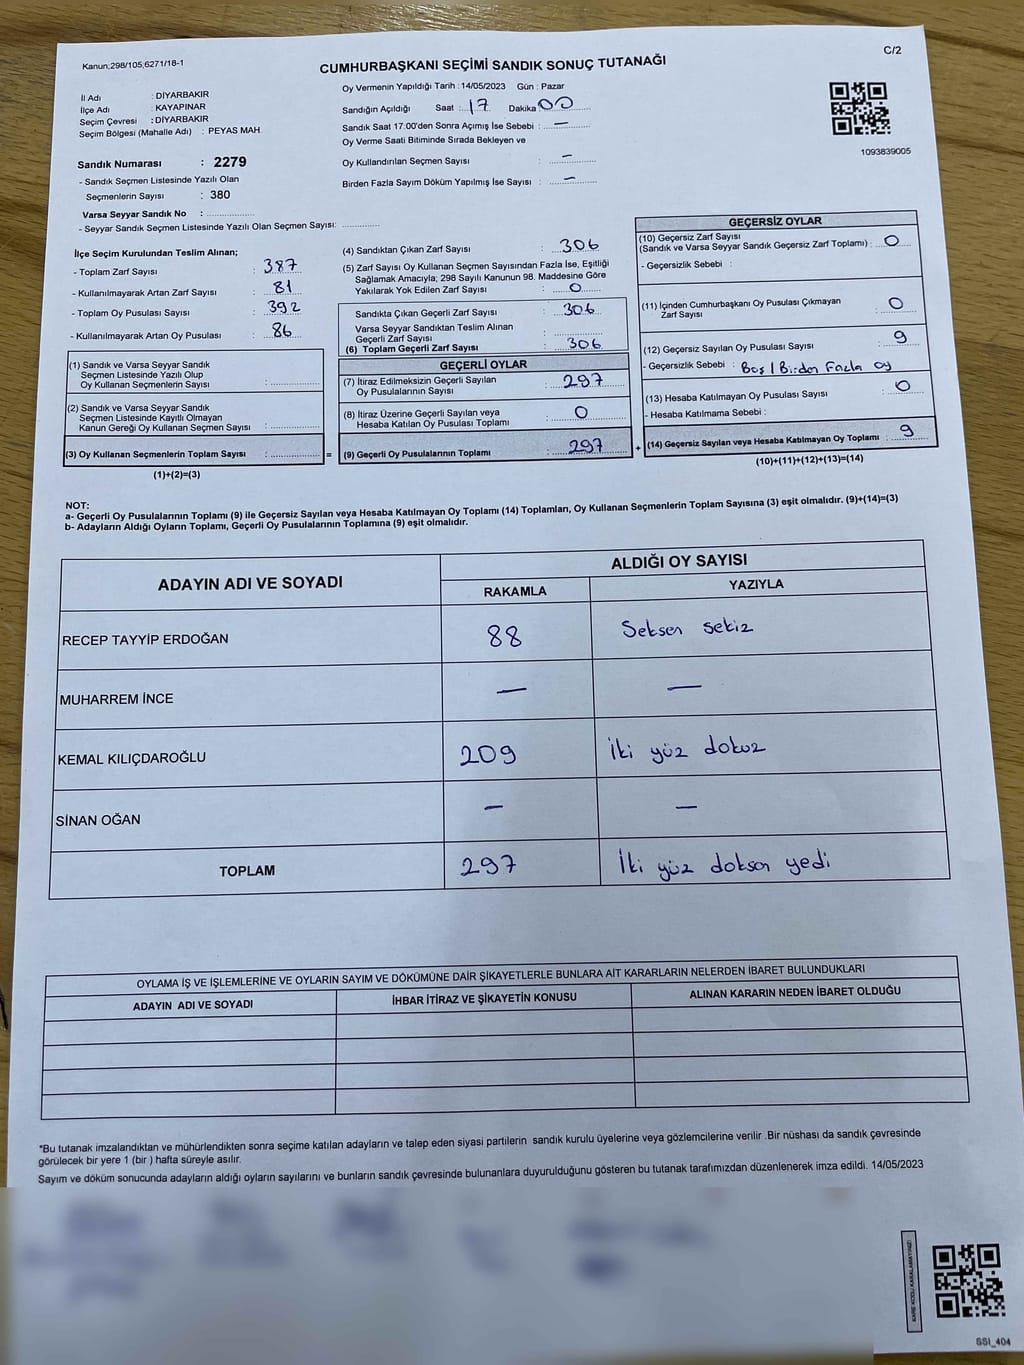 Kanun;298/105;6271/18-1
CUMHURBAŞKANI SEÇİMİ SANDIK SONUÇ TUTANAĞI
C/2
İl Adı : DİYARBAKIR
İlçe Adı : KAYAPINAR
Seçim Çevresi : DİYARBAKIR
Seçim Bölgesi (Mahalle Adı) : PEYAS MAH.
Sandık Numarası : 2279
- Sandık Seçmen Listesinde Yazılı Olan
Seçmenlerin Sayısı : 380
Varsa Seyyar Sandık No : ................
- Seyyar Sandık Seçmen Listesinde Yazılı Olan Seçmen Sayısı: ............
Oy Vermenin Yapıldığı Tarih : 14/05/2023 Gün : Pazar
Sandığın Açıldığı Saat : 17 Dakika 00
Sandık Saat 17:00'den Sonra Açımış İse Sebebi : —
Oy Verme Saati Bitiminde Sırada Bekleyen ve
Oy Kullandırılan Seçmen Sayısı : —
Birden Fazla Sayım Döküm Yapılmış İse Sayısı : —
1093839005
İlçe Seçim Kurulundan Teslim Alınan;
- Toplam Zarf Sayısı : 387
- Kullanılmayarak Artan Zarf Sayısı : 81
- Toplam Oy Pusulası Sayısı : 392
- Kullanılmayarak Artan Oy Pusulası : 86
(1) Sandık ve Varsa Seyyar Sandık
Seçmen Listesinde Yazılı Olup
Oy Kullanan Seçmenlerin Sayısı : ................
(2) Sandık ve Varsa Seyyar Sandık
Seçmen Listesinde Kayıtlı Olmayan
Kanun Gereği Oy Kullanan Seçmen Sayısı : ................
(3) Oy Kullanan Seçmenlerin Toplam Sayısı : ................ =
(1)+(2)=(3)
(4) Sandıktan Çıkan Zarf Sayısı : 306
(5) Zarf Sayısı Oy Kullanan Seçmen Sayısından Fazla İse, Eşitliği
Sağlamak Amacıyla; 298 Sayılı Kanunun 98. Maddesine Göre
Yakılarak Yok Edilen Zarf Sayısı : 0
Sandıkta Çıkan Geçerli Zarf Sayısı : 306
Varsa Seyyar Sandıktan Teslim Alınan
Geçerli Zarf Sayısı : ................
(6) Toplam Geçerli Zarf Sayısı : 306
GEÇERLİ OYLAR
(7) İtiraz Edilmeksizin Geçerli Sayılan
Oy Pusulalarının Sayısı : 297
(8) İtiraz Üzerine Geçerli Sayılan veya
Hesaba Katılan Oy Pusulası Toplamı : 0
(9) Geçerli Oy Pusulalarının Toplamı : 297 +
GEÇERSİZ OYLAR
(10) Geçersiz Zarf Sayısı
(Sandık ve Varsa Seyyar Sandık Geçersiz Zarf Toplamı) : 0
- Geçersizlik Sebebi :
(11) İçinden Cumhurbaşkanı Oy Pusulası Çıkmayan
Zarf Sayısı : 0
(12) Geçersiz Sayılan Oy Pusulası Sayısı : 9
- Geçersizlik Sebebi : Boş / Birden Fazla oy
(13) Hesaba Katılmayan Oy Pusulası Sayısı : 0
- Hesaba Katılmama Sebebi :
(14) Geçersiz Sayılan veya Hesaba Katılmayan Oy Toplamı : 9
(10)+(11)+(12)+(13)=(14)
NOT:
a- Geçerli Oy Pusulalarının Toplamı (9) ile Geçersiz Sayılan veya Hesaba Katılmayan Oy Toplamı (14) Toplamları, Oy Kullanan Seçmenlerin Toplam Sayısına (3) eşit olmalıdır. (9)+(14)=(3)
b- Adayların Aldığı Oyların Toplamı, Geçerli Oy Pusulalarının Toplamına (9) eşit olmalıdır.
ADAYIN ADI VE SOYADI
ALDIĞI OY SAYISI
RAKAMLA YAZIYLA
RECEP TAYYİP ERDOĞAN 88 Seksen sekiz
MUHARREM İNCE — —
KEMAL KILIÇDAROĞLU 209 İki yüz dokuz
SİNAN OĞAN — —
TOPLAM 297 İki yüz doksan yedi
OYLAMA İŞ VE İŞLEMLERİNE VE OYLARIN SAYIM VE DÖKÜMÜNE DAİR ŞİKAYETLERLE BUNLARA AİT KARARLARIN NELERDEN İBARET BULUNDUKLARI
ADAYIN ADI VE SOYADI İHBAR İTİRAZ VE ŞİKAYETİN KONUSU ALINAN KARARIN NEDEN İBARET OLDUĞU
*Bu tutanak imzalandıktan ve mühürlendikten sonra seçime katılan adayların ve talep eden siyasi partilerin sandık kurulu üyelerine veya gözlemcilerine verilir .Bir nüshası da sandık çevresinde
görülecek bir yere 1 (bir ) hafta süreyle asılır.
Sayım ve döküm sonucunda adayların aldığı oyların sayılarını ve bunların sandık çevresinde bulunanlara duyurulduğunu gösteren bu tutanak tarafımızdan düzenlenerek imza edildi. 14/05/2023
KARE KODU KARALAMAYINIZ!
SSI_404